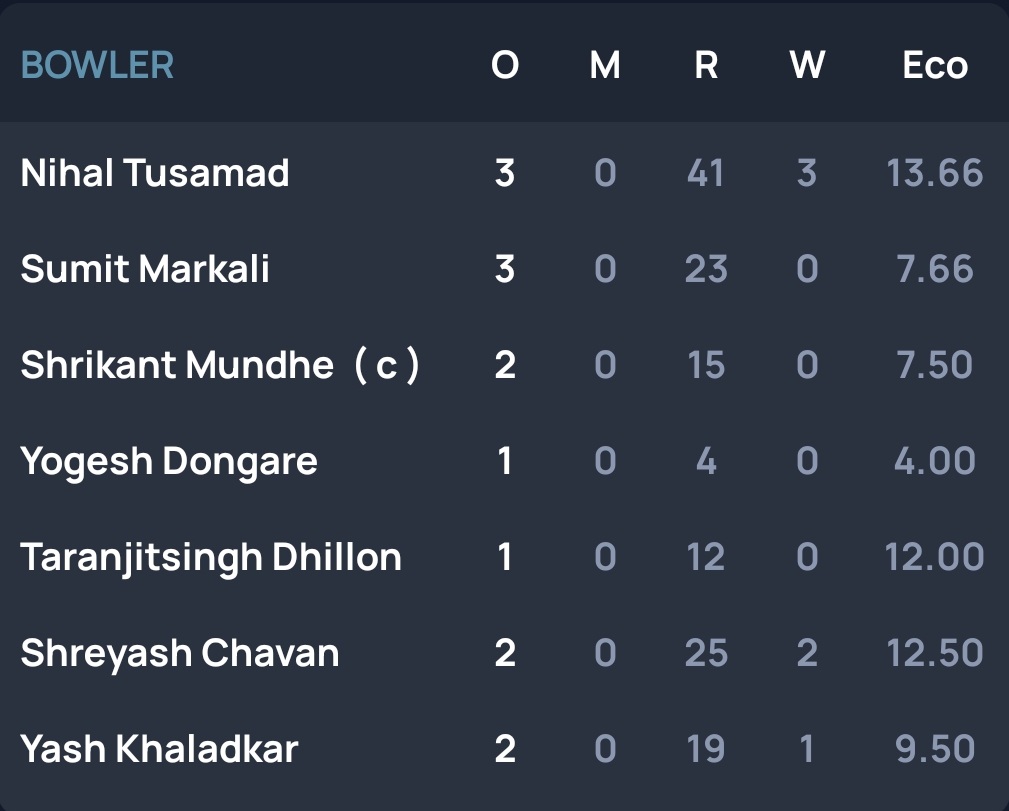 BOWLER O M R W Eco
Nihal Tusamad 3 0 41 3 13.66
Sumit Markali 3 0 23 0 7.66
Shrikant Mundhe ( c ) 2 0 15 0 7.50
Yogesh Dongare 1 0 4 0 4.00
Taranjitsingh Dhillon 1 0 12 0 12.00
Shreyash Chavan 2 0 25 2 12.50
Yash Khaladkar 2 0 19 1 9.50